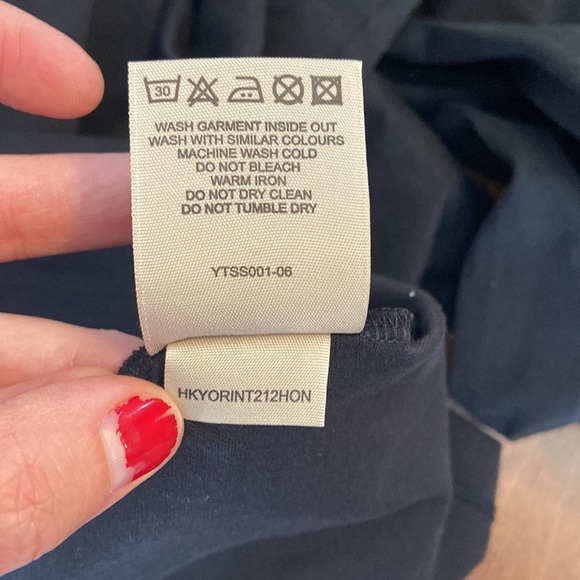 30
WASH GARMENT INSIDE OUT
WASH WITH SIMILAR COLOURS
MACHINE WASH COLD
DO NOT BLEACH
WARM IRON
DO NOT DRY CLEAN
DO NOT TUMBLE DRY
YTSS001-06
HKYORINT212HON